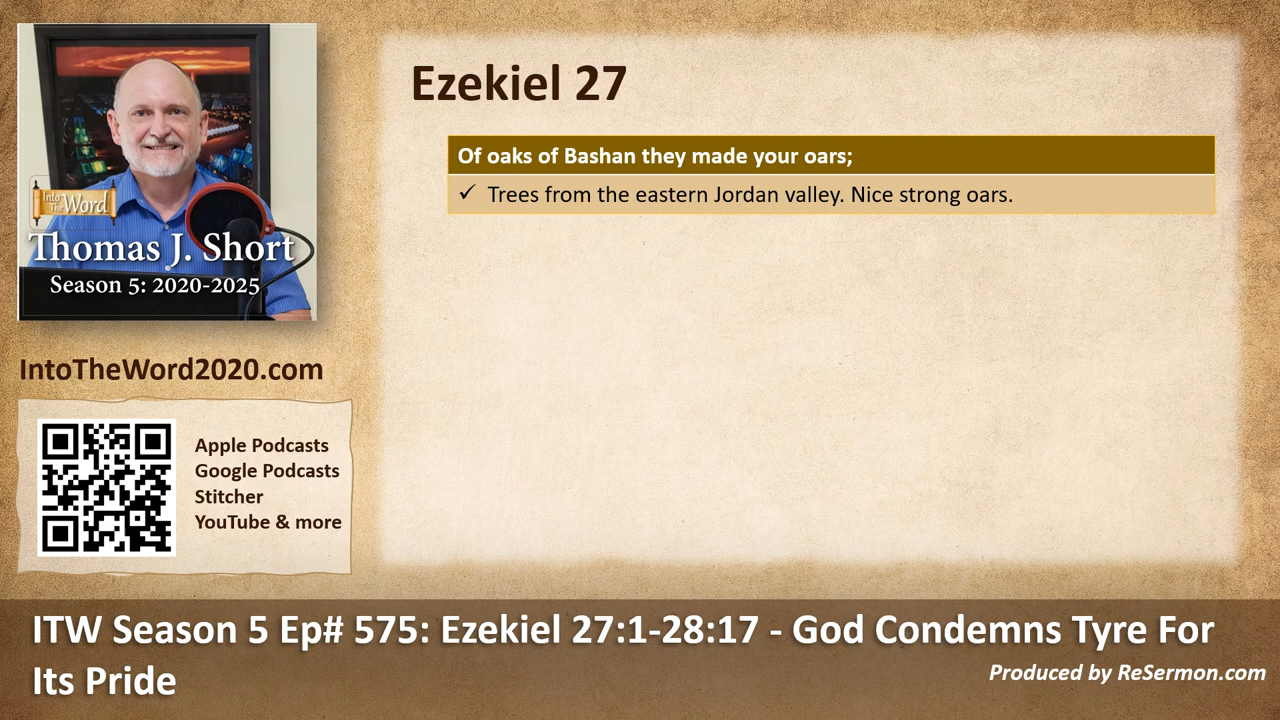 Into
The Word
Thomas J. Short
Season 5: 2020-2025
IntoTheWord2020.com
Apple Podcasts
Google Podcasts
Stitcher
YouTube & more
Ezekiel 27
Of oaks of Bashan they made your oars;
✓ Trees from the eastern Jordan valley. Nice strong oars.
ITW Season 5 Ep# 575: Ezekiel 27:1-28:17 - God Condemns Tyre For
Its Pride
Produced by ReSermon.com